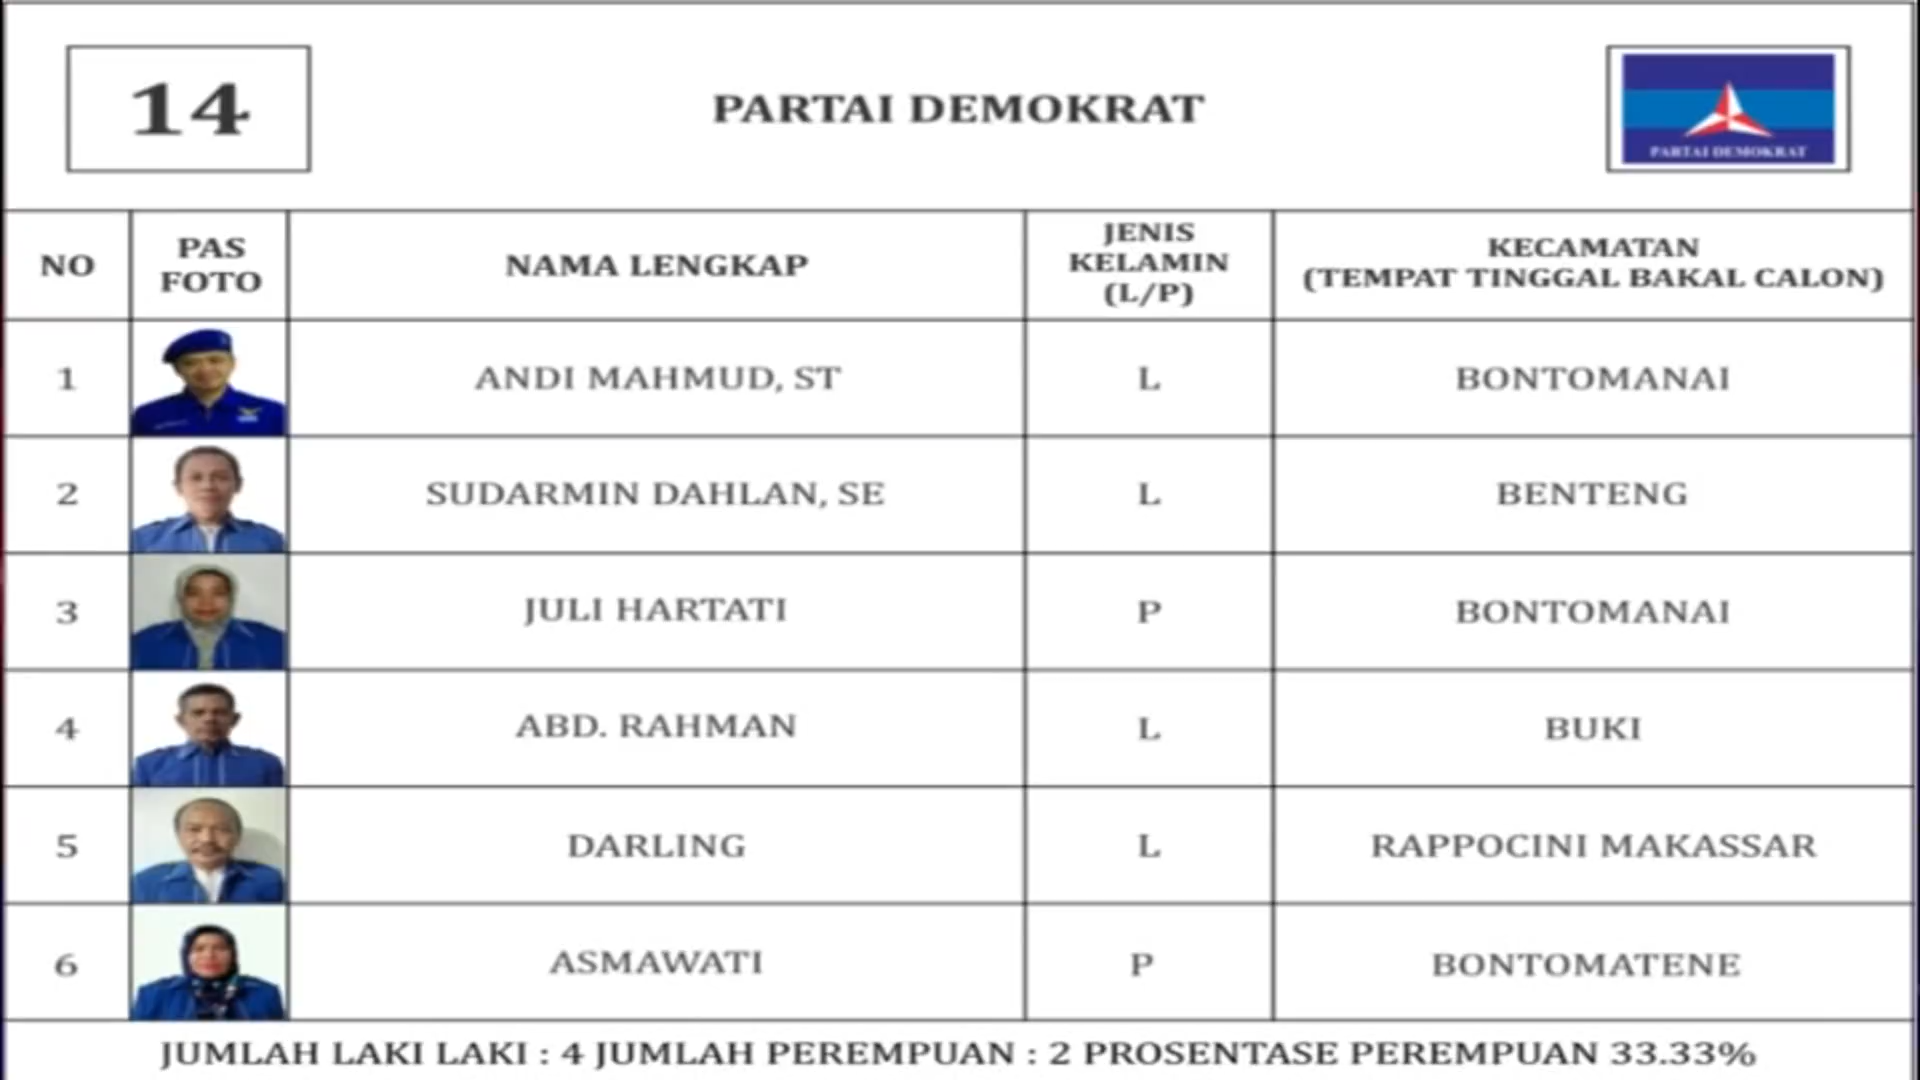 14
PARTAI DEMOKRAT
PARTAI DEMOKRAT
NO
PAS
FOTO
NAMA LENGKAP
JENIS
KELAMIN
(L/P)
KECAMATAN
(TEMPAT TINGGAL BAKAL CALON)
1 ANDI MAHMUD, ST L BONTOMANAI
2 SUDARMIN DAHLAN, SE L BENTENG
3 JULI HARTATI P BONTOMANAI
4 ABD. RAHMAN L BUKI
5 DARLING L RAPPOCINI MAKASSAR
6 ASMAWATI P BONTOMATENE
JUMLAH LAKI LAKI : 4 JUMLAH PEREMPUAN : 2 PROSENTASE PEREMPUAN 33.33%